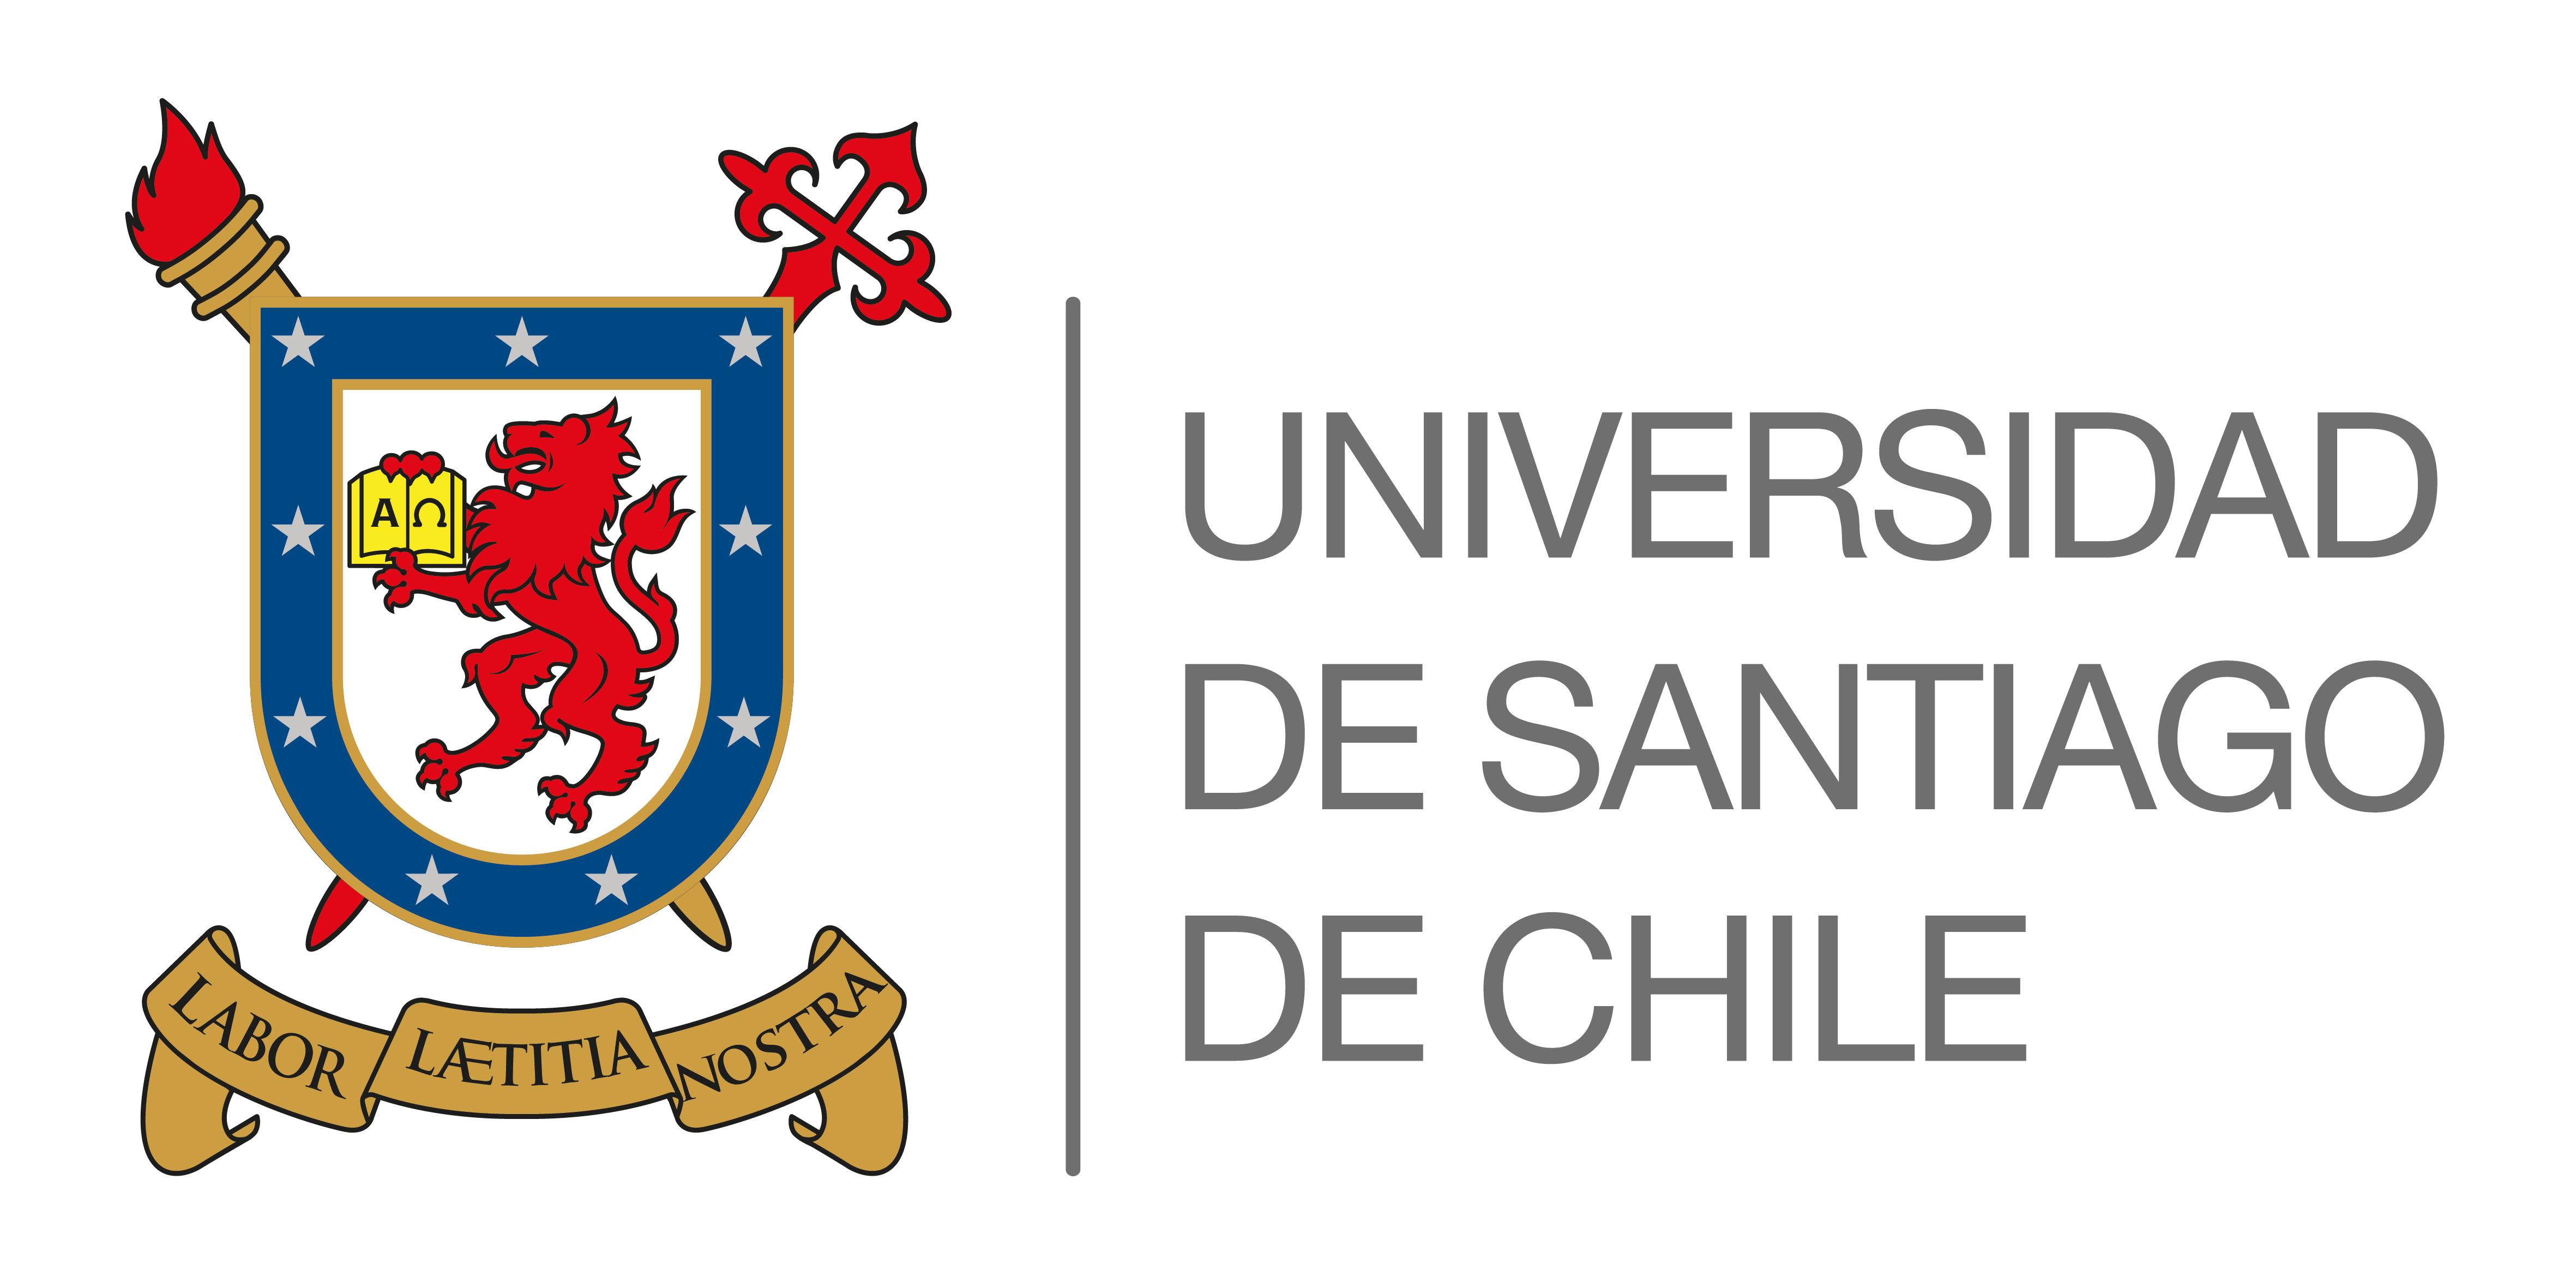 Α Ω
LABOR LÆTITIA NOSTRA
UNIVERSIDAD
DE SANTIAGO
DE CHILE